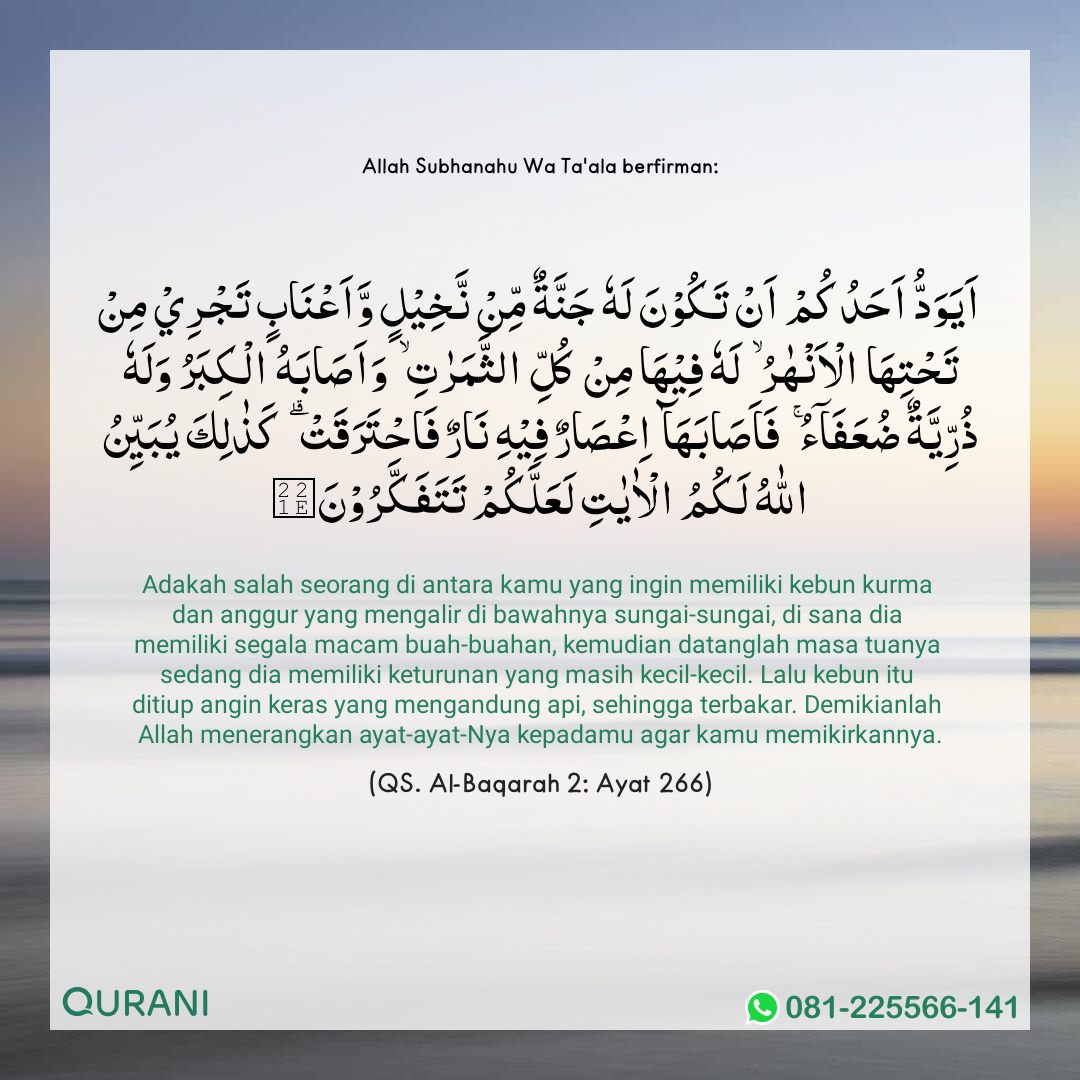 Allah Subhanahu Wa Ta'ala berfirman:
اَيَوَدُّ اَحَدُكُمْ اَنْ تَكُوْنَ لَهٗ جَنَّةٌ مِّنْ نَّخِيْلٍ وَّاَعْنَابٍ تَجْرِيْ مِنْ
تَحْتِهَا الْاَنْهٰرُ ۙ لَهٗ فِيْهَا مِنْ كُلِّ الثَّمَرٰتِ ۙ وَاَصَابَهُ الْكِبَرُ وَلَهٗ
ذُرِّيَّةٌ ضُعَفَآءُ ۚ فَاَصَابَهَاۤ اِعْصَارٌ فِيْهِ نَارٌ فَاحْتَرَقَتْ ۗ كَذٰلِكَ يُبَيِّنُ
اللّٰهُ لَكُمُ الْاٰيٰتِ لَعَلَّكُمْ تَتَفَكَّرُوْنَ
Adakah salah seorang di antara kamu yang ingin memiliki kebun kurma
dan anggur yang mengalir di bawahnya sungai-sungai, di sana dia
memiliki segala macam buah-buahan, kemudian datanglah masa tuanya
sedang dia memiliki keturunan yang masih kecil-kecil. Lalu kebun itu
ditiup angin keras yang mengandung api, sehingga terbakar. Demikianlah
Allah menerangkan ayat-ayat-Nya kepadamu agar kamu memikirkannya.
(QS. Al-Baqarah 2: Ayat 266)
QURANI
081-225566-141